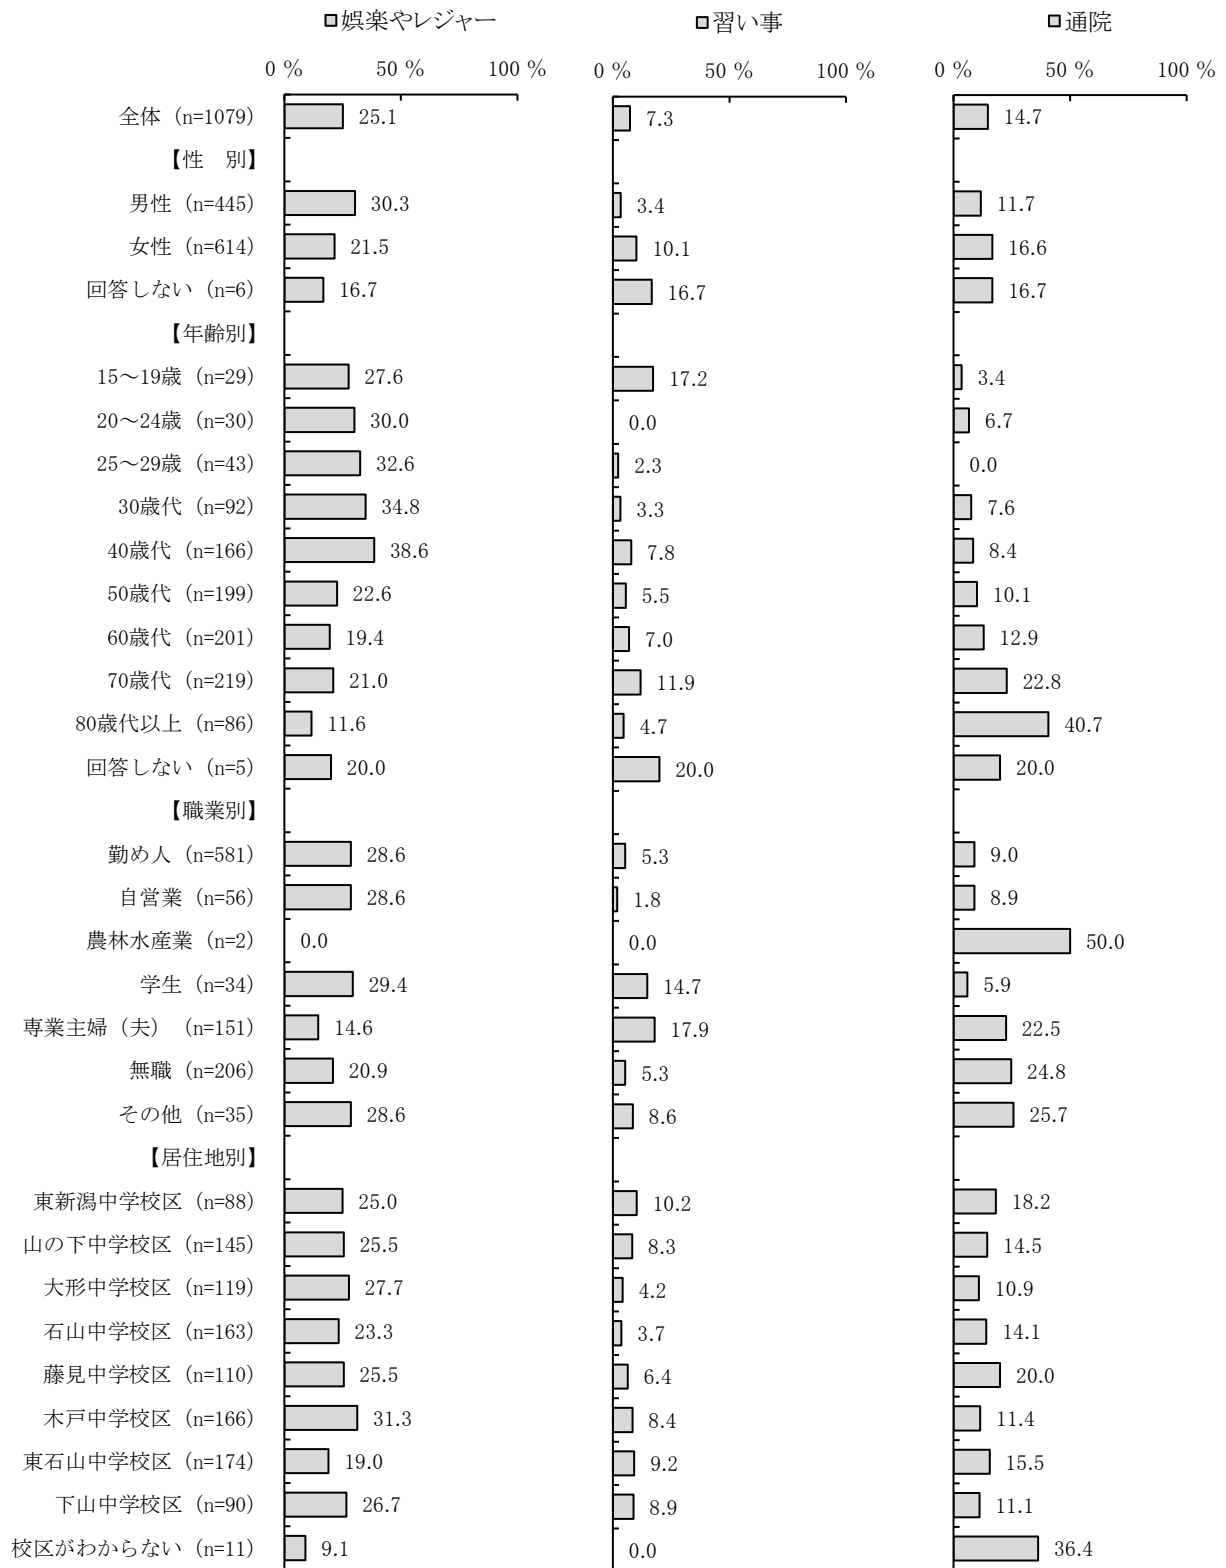 娯楽やレジャー 習い事 通院
0 % 50 % 100 % 0 % 50 % 100 % 0 % 50 % 100 %
全体 (n=1079) 25.1 7.3 14.7
【性　別】
男性 (n=445) 30.3 3.4 11.7
女性 (n=614) 21.5 10.1 16.6
回答しない (n=6) 16.7 16.7 16.7
【年齢別】
15～19歳 (n=29) 27.6 17.2 3.4
20～24歳 (n=30) 30.0 0.0 6.7
25～29歳 (n=43) 32.6 2.3 0.0
30歳代 (n=92) 34.8 3.3 7.6
40歳代 (n=166) 38.6 7.8 8.4
50歳代 (n=199) 22.6 5.5 10.1
60歳代 (n=201) 19.4 7.0 12.9
70歳代 (n=219) 21.0 11.9 22.8
80歳代以上 (n=86) 11.6 4.7 40.7
回答しない (n=5) 20.0 20.0 20.0
【職業別】
勤め人 (n=581) 28.6 5.3 9.0
自営業 (n=56) 28.6 1.8 8.9
農林水産業 (n=2) 0.0 0.0 50.0
学生 (n=34) 29.4 14.7 5.9
専業主婦（夫） (n=151) 14.6 17.9 22.5
無職 (n=206) 20.9 5.3 24.8
その他 (n=35) 28.6 8.6 25.7
【居住地別】
東新潟中学校区 (n=88) 25.0 10.2 18.2
山の下中学校区 (n=145) 25.5 8.3 14.5
大形中学校区 (n=119) 27.7 4.2 10.9
石山中学校区 (n=163) 23.3 3.7 14.1
藤見中学校区 (n=110) 25.5 6.4 20.0
木戸中学校区 (n=166) 31.3 8.4 11.4
東石山中学校区 (n=174) 19.0 9.2 15.5
下山中学校区 (n=90) 26.7 8.9 11.1
校区がわからない (n=11) 9.1 0.0 36.4